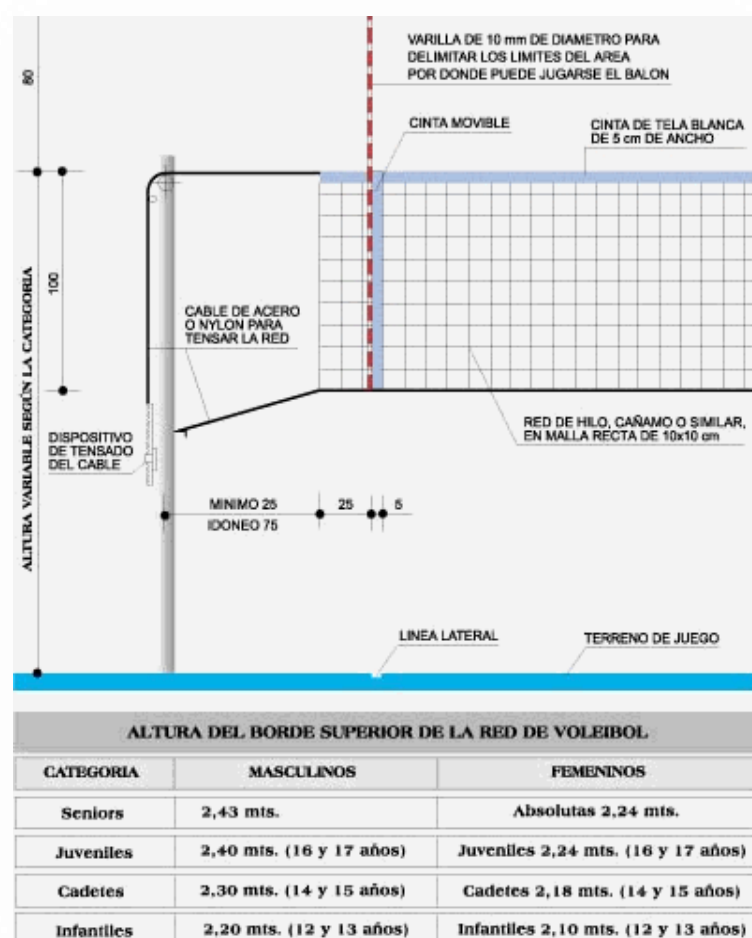 VARILLA DE 10 mm DE DIAMETRO PARA
DELIMITAR LOS LIMITES DEL AREA
POR DONDE PUEDE JUGARSE EL BALON
80
CINTA MOVIBLE
CINTA DE TELA BLANCA
DE 5 cm DE ANCHO
100
ALTURA VARIABLE SEGÚN LA CATEGORIA
CABLE DE ACERO
O NYLON PARA
TENSAR LA RED
DISPOSITIVO
DE TENSADO
DEL CABLE
RED DE HILO, CAÑAMO O SIMILAR,
EN MALLA RECTA DE 10x10 cm
MINIMO 25
IDONEO 75
25
5
LINEA LATERAL
TERRENO DE JUEGO
ALTURA DEL BORDE SUPERIOR DE LA RED DE VOLEIBOL
CATEGORIA MASCULINOS FEMENINOS
Seniors 2,43 mts. Absolutas 2,24 mts.
Juveniles 2,40 mts. (16 y 17 años) Juveniles 2,24 mts. (16 y 17 años)
Cadetes 2,30 mts. (14 y 15 años) Cadetes 2,18 mts. (14 y 15 años)
Infantiles 2,20 mts. (12 y 13 años) Infantiles 2,10 mts. (12 y 13 años)